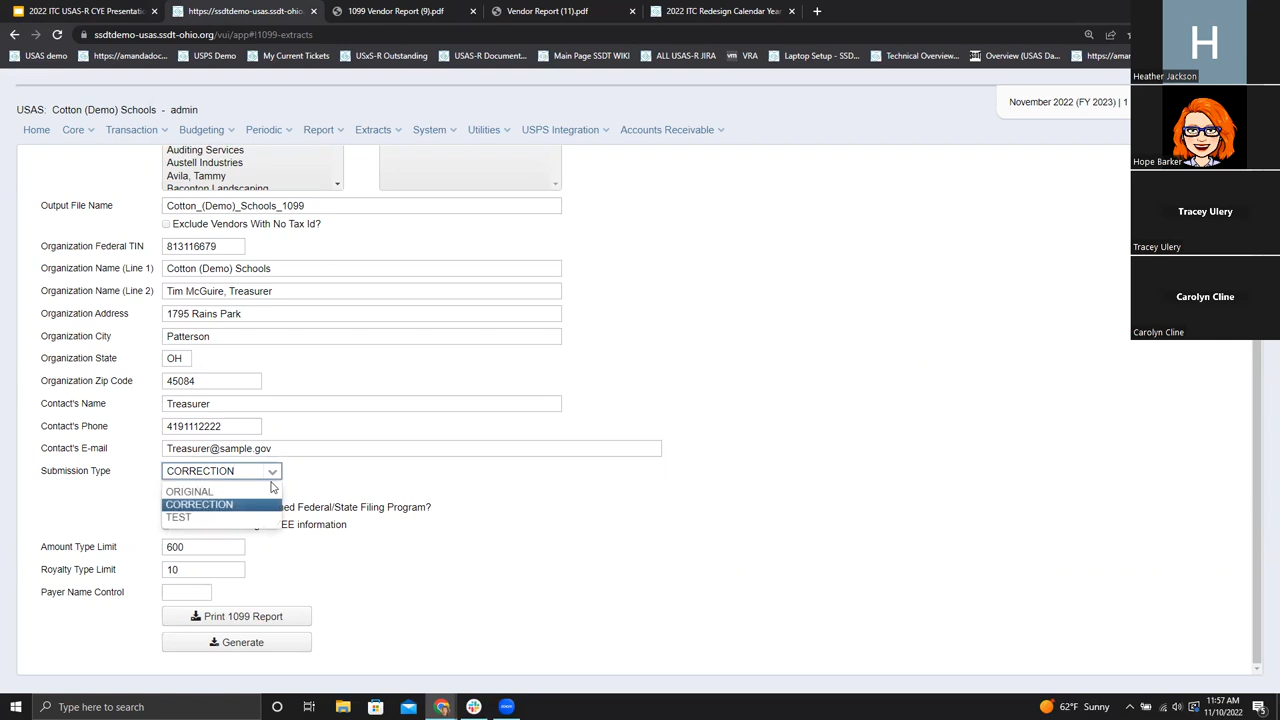 2022 ITC USAS-R CYE Presentatic
https://ssdtdemo-usas.ssdt-ohio.
1099 Vendor Report (9).pdf
Vendor Report (11).pdf
2022 ITC Redesign Calendar Yea
ssdtdemo-usas.ssdt-ohio.org/vui/app#!1099-extracts
USAS demo
https://amandadoc...
USPS Demo
My Current Tickets
USxS-R Outlook
USAS-R Document...
Main Page SSDT Wiki
ALL USAS-R JIRA
VRA
Laptop Setup - SSD...
Technical Overview...
Overview (USAS Da...
https://am
USAS: Cotton (Demo) Schools - admin
November 2022 (FY 2023) | 1
Home Core Transaction Budgeting Periodic Report Extracts System Utilities USPS Integration Accounts Receivable
Auditing Services
Austell Industries
Avila, Tammy
Baconton Landscaping
Output File Name Cotton_(Demo)_Schools_1099
Exclude Vendors With No Tax Id?
Organization Federal TIN 813116679
Organization Name (Line 1) Cotton (Demo) Schools
Organization Name (Line 2) Tim McGuire, Treasurer
Organization Address 1795 Rains Park
Organization City Patterson
Organization State OH
Organization Zip Code 45084
Contact's Name Treasurer
Contact's Phone 4191112222
Contact's E-mail Treasurer@sample.gov
Submission Type CORRECTION
ORIGINAL
CORRECTION
TEST
ed Federal/State Filing Program?
EE information
Amount Type Limit 600
Royalty Type Limit 10
Payer Name Control
Print 1099 Report
Generate
H
Heather Jackson
Hope Barker
Tracey Ulery
Tracey Ulery
Carolyn Cline
Carolyn Cline
Type here to search
zoom
62°F Sunny
11:57 AM
11/10/2022
5